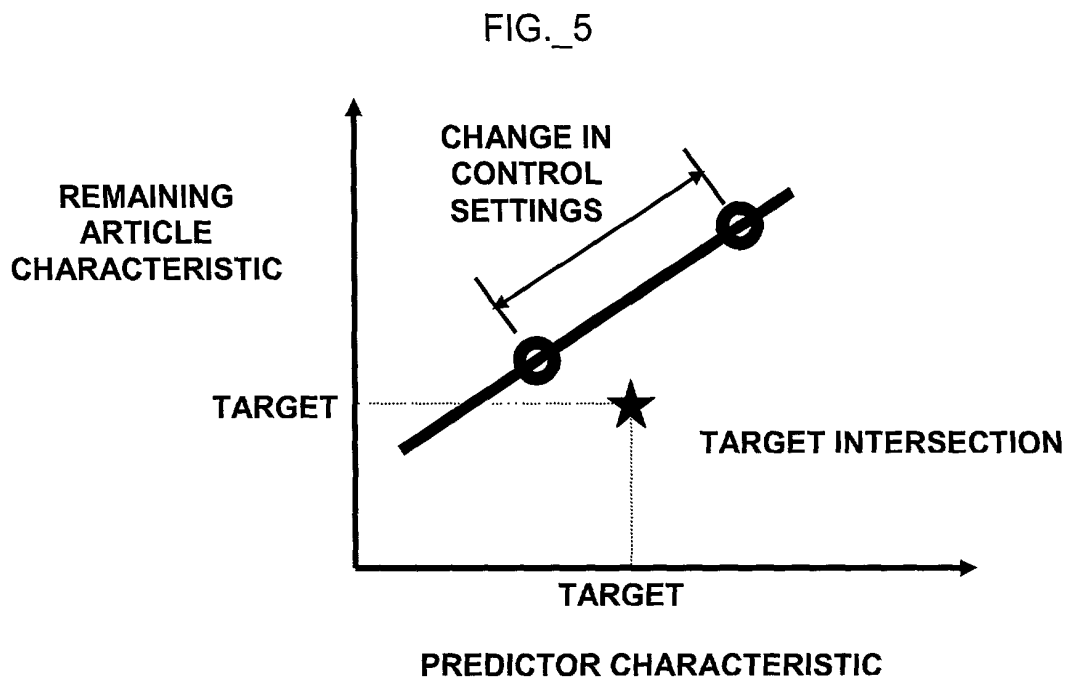 FIG._5
CHANGE IN
CONTROL
SETTINGS
REMAINING
ARTICLE
CHARACTERISTIC
TARGET
TARGET INTERSECTION
TARGET
PREDICTOR CHARACTERISTIC